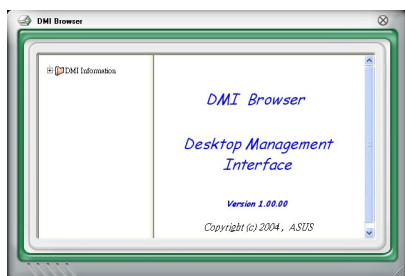 DMI Browser
DMI Information
DMI Browser
Desktop Management
Interface
Version 1.00.00
Copyright (c) 2004, ASUS